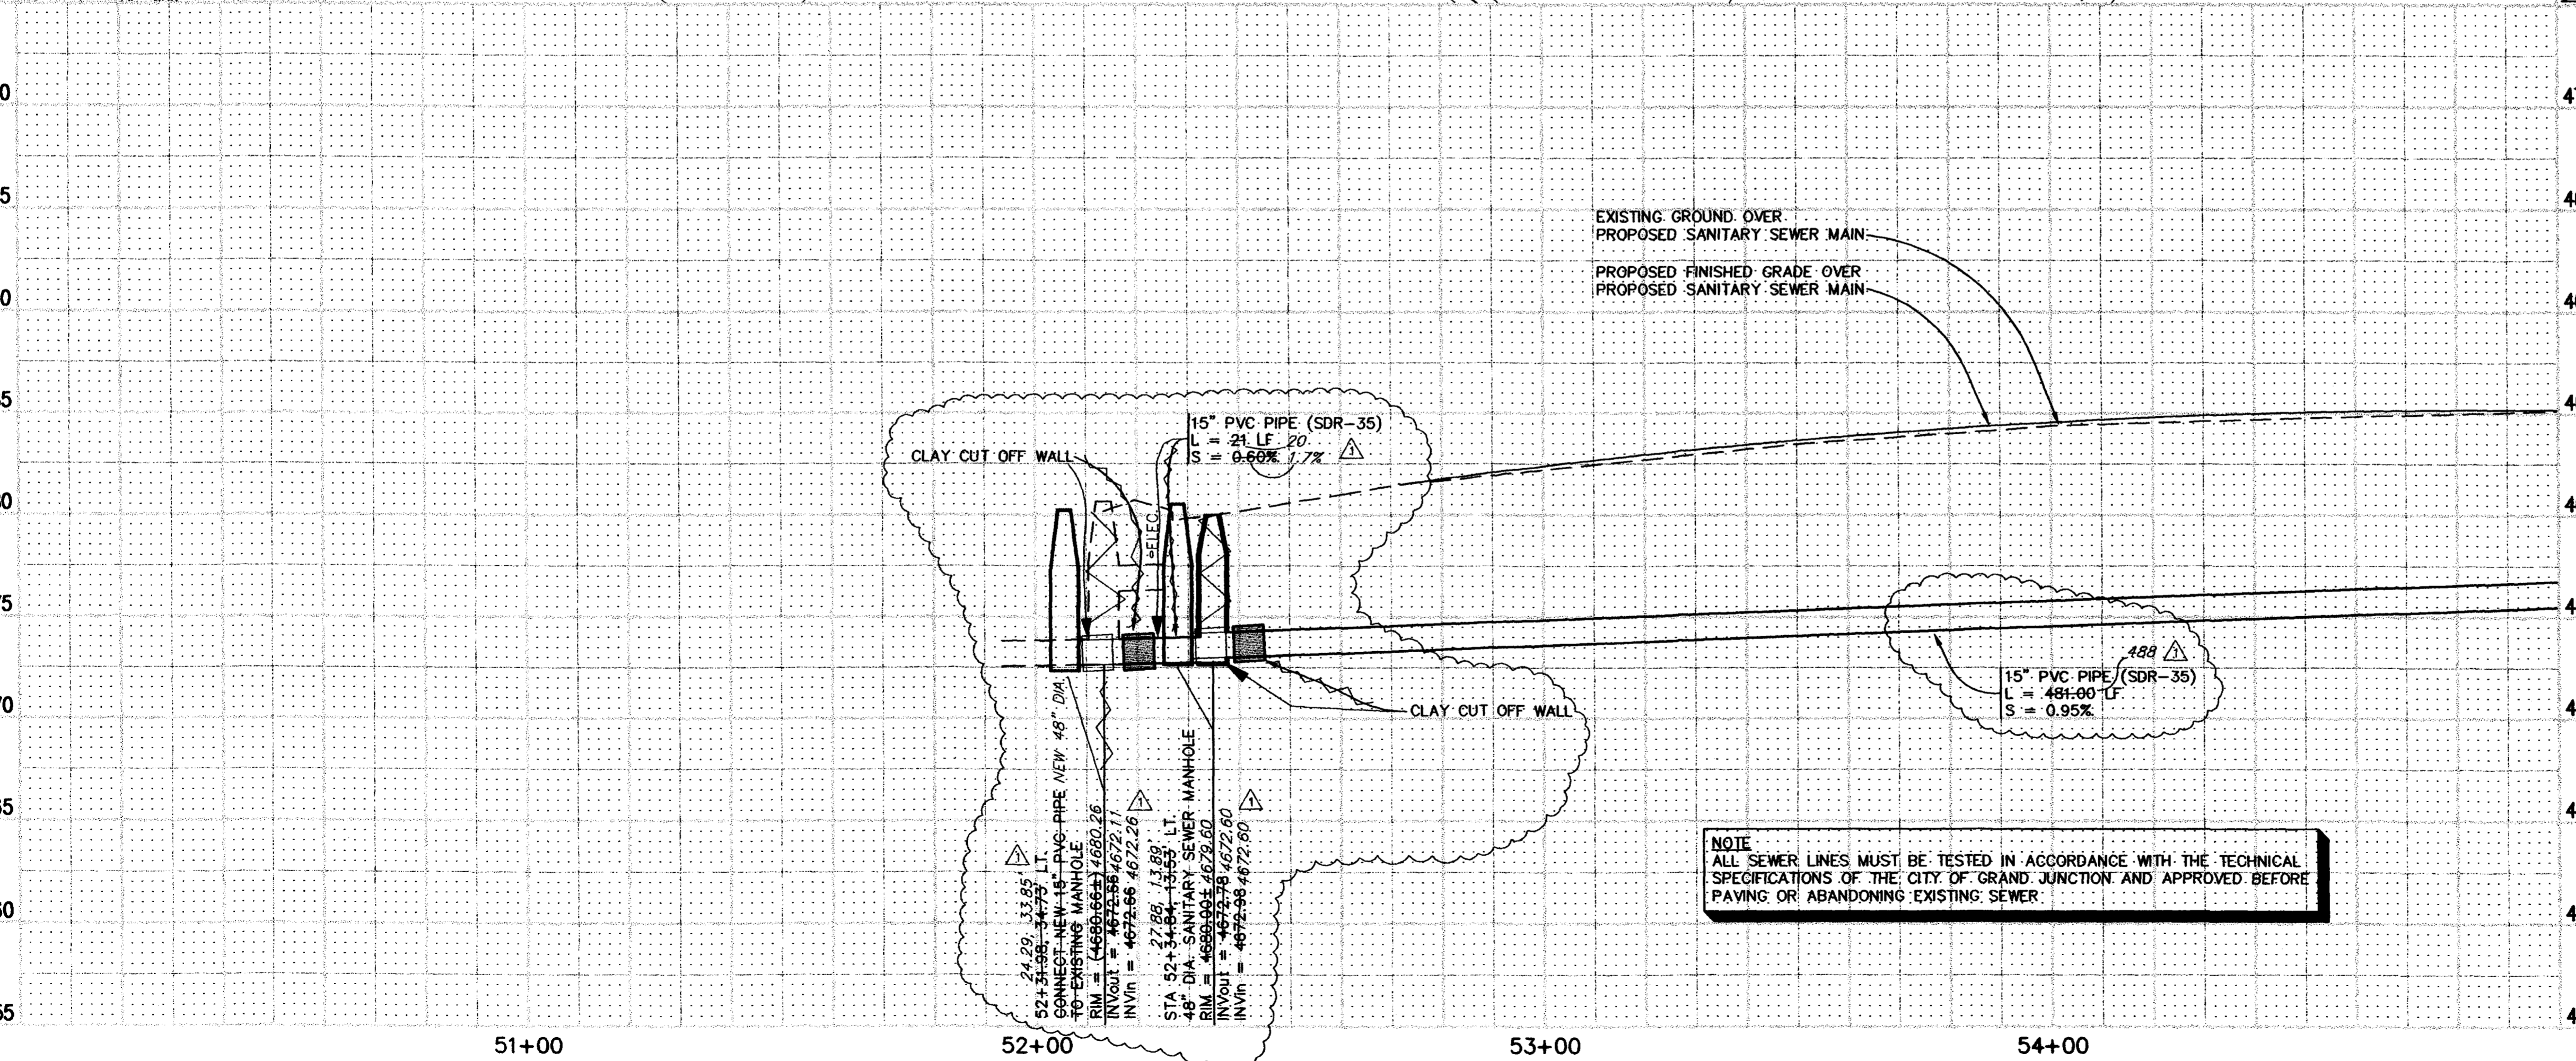 EXISTING GROUND OVER
PROPOSED SANITARY SEWER MAIN
PROPOSED FINISHED GRADE OVER
PROPOSED SANITARY SEWER MAIN
15" PVC PIPE (SDR-35)
L = 21 LF 20
S = 0.60% 1.7% 1
CLAY CUT OFF WALL
ELEC.
488 1
15" PVC PIPE (SDR-35)
L = 481.00 LF
S = 0.95%
CLAY CUT OFF WALL
1
24.29, 33.85'
52+31.98, 34.73' LT.
CONNECT NEW 15" PVC PIPE NEW 48" DIA.
TO EXISTING MANHOLE
RIM = (4680.66±) 4680.26
INVout = 4672.66 4672.11
INVin = 4672.66 4672.26 1
27.88, 13.89'
STA 52+34.84, 13.53' LT.
48" DIA. SANITARY SEWER MANHOLE
RIM = 4680.00± 4679.60
INVout = 4672.78 4672.60
INVin = 4672.98 4672.60 1
NOTE
ALL SEWER LINES MUST BE TESTED IN ACCORDANCE WITH THE TECHNICAL
SPECIFICATIONS OF THE CITY OF GRAND JUNCTION AND APPROVED BEFORE
PAVING OR ABANDONING EXISTING SEWER
51+00 52+00 53+00 54+00